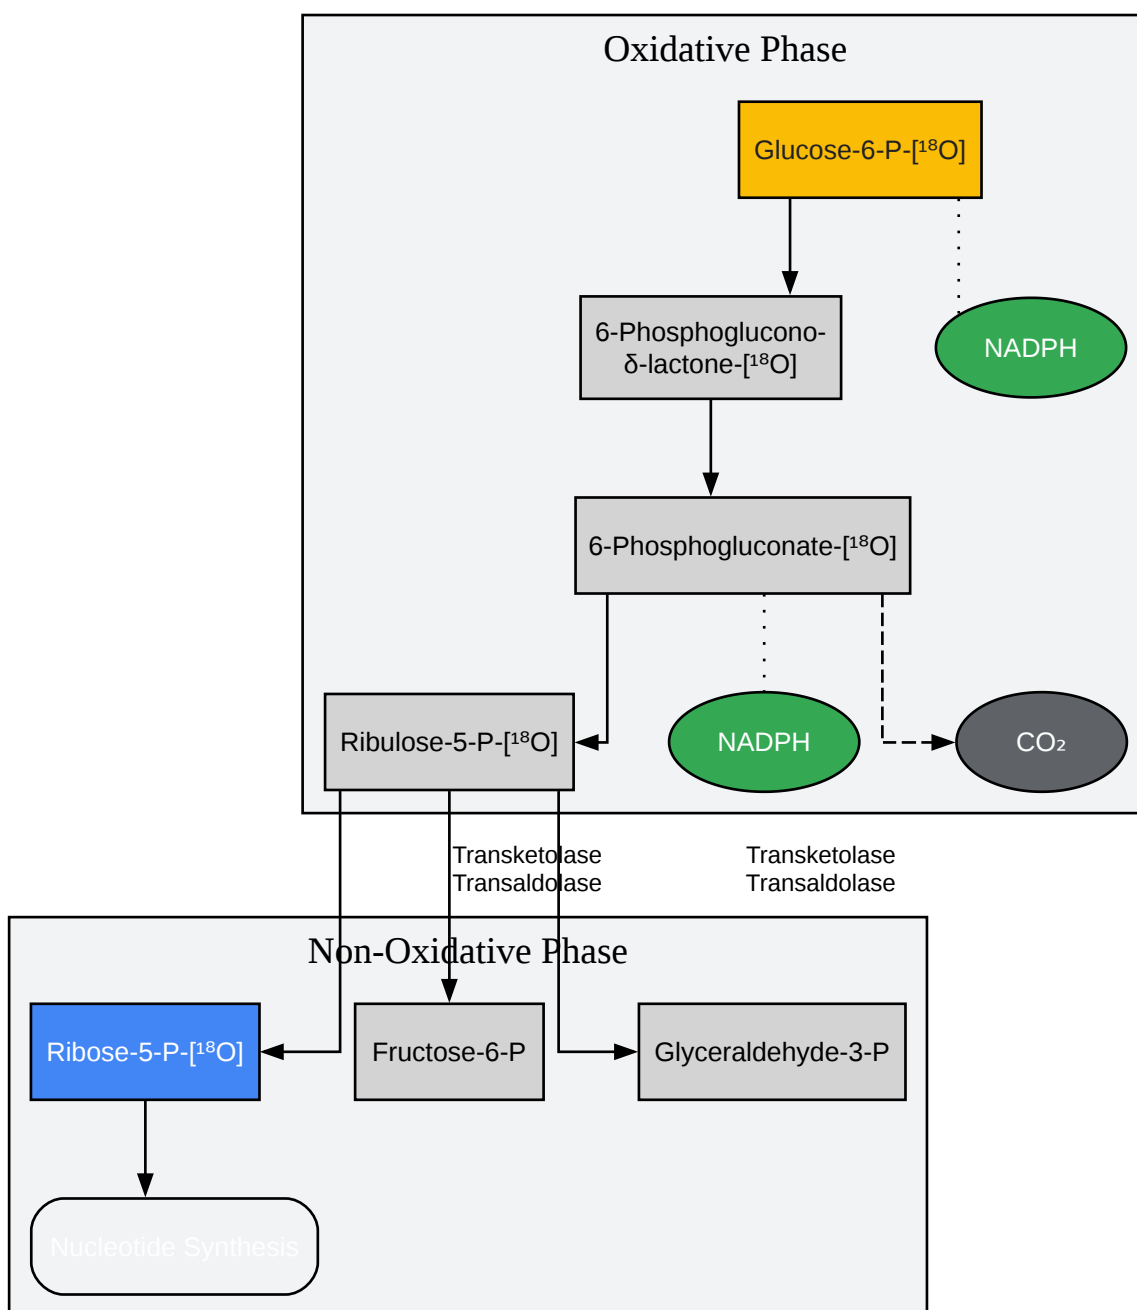 Oxidative Phase
Glucose-6-P-[¹⁸O]
6-Phosphoglucono-
δ-lactone-[¹⁸O]
NADPH
6-Phosphogluconate-[¹⁸O]
Ribulose-5-P-[¹⁸O]
NADPH
CO₂
Transketolase
Transaldolase
Transketolase
Transaldolase
Non-Oxidative Phase
Ribose-5-P-[¹⁸O]
Fructose-6-P
Glyceraldehyde-3-P
Nucleotide Synthesis